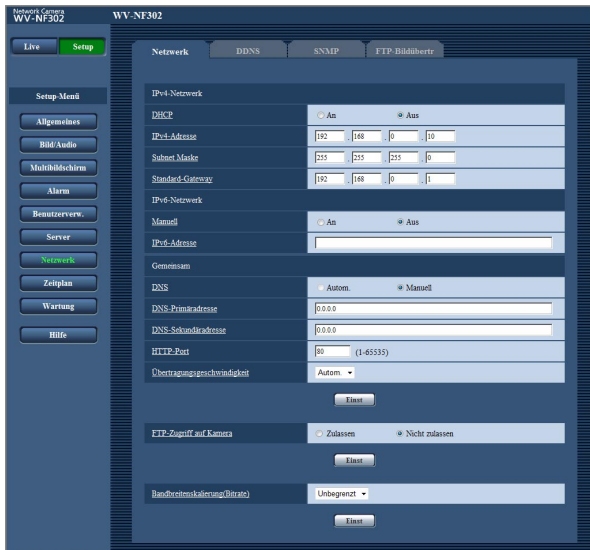 Network Camera
WV-NF302
WV-NF302
Live
Setup
Netzwerk
DDNS
SNMP
FTP-Bildübertr
Setup-Menü
Allgemeines
Bild/Audio
Multibildschirm
Alarm
Benutzerverw.
Server
Netzwerk
Zeitplan
Wartung
Hilfe
IPv4-Netzwerk
DHCP An Aus
IPv4-Adresse 192 . 168 . 0 . 10
Subnet Maske 255 . 255 . 255 . 0
Standard-Gateway 192 . 168 . 0 . 1
IPv6-Netzwerk
Manuell An Aus
IPv6-Adresse
Gemeinsam
DNS Autom. Manuell
DNS-Primäradresse 0.0.0.0
DNS-Sekundäradresse 0.0.0.0
HTTP-Port 80 (1-65535)
Übertragungsgeschwindigkeit Autom.
Einst
FTP-Zugriff auf Kamera Zulassen Nicht zulassen
Einst
Bandbreitenskalierung(Bitrate) Unbegrenzt
Einst